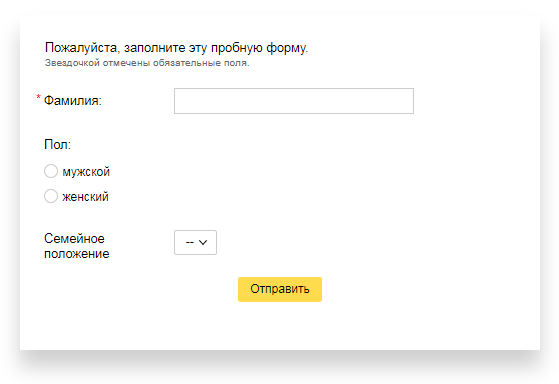 Пожалуйста, заполните эту пробную форму.
Звездочкой отмечены обязательные поля.
* Фамилия:
Пол:
мужской
женский
Семейное
положение
--
Отправить